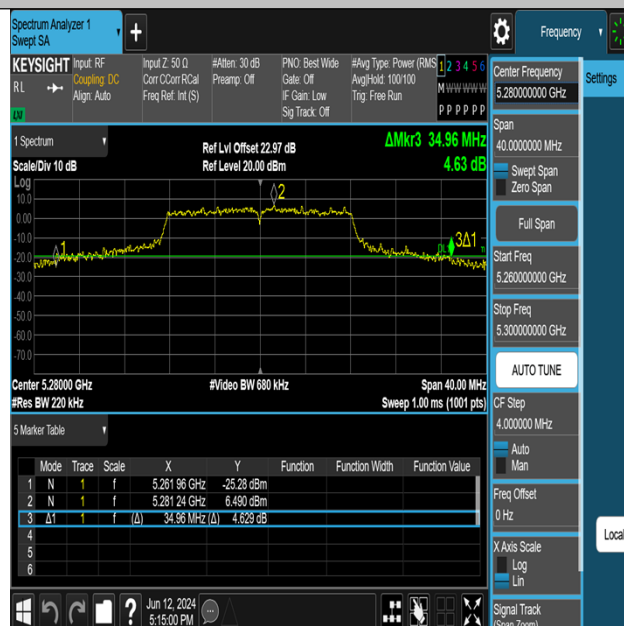 Spectrum Analyzer 1
Swept SA
+
Frequency
KEYSIGHT
RL
LXI
Input: RF
Coupling: DC
Align: Auto
Input Z: 50 Ω
Corr CCorr RCal
Freq Ref: Int (S)
#Atten: 30 dB
Preamp: Off
PNO: Best Wide
Gate: Off
IF Gain: Low
Sig Track: Off
#Avg Type: Power (RMS
Avg|Hold: 100/100
Trig: Free Run
1 2 3 4 5 6
M W W W W W
P P P P P P
1 Spectrum
Scale/Div 10 dB
Ref Lvl Offset 22.97 dB
Ref Level 20.00 dBm
ΔMkr3 34.96 MHz
4.63 dB
Log
10.0
0.00
-10.0
-20.0
-30.0
-40.0
-50.0
-60.0
-70.0
1
2
3Δ1
Center 5.28000 GHz
#Video BW 680 kHz
Span 40.00 MHz
#Res BW 220 kHz
Sweep 1.00 ms (1001 pts)
5 Marker Table
Mode Trace Scale X Y Function Function Width Function Value
1 N 1 f 5.261 96 GHz -25.28 dBm
2 N 1 f 5.281 24 GHz 6.490 dBm
3 Δ1 1 f (Δ) 34.96 MHz (Δ) 4.629 dB
4
5
6
?
Jun 12, 2024
5:15:00 PM
Center Frequency
5.280000000 GHz
Settings
Span
40.0000000 MHz
Swept Span
Zero Span
Full Span
Start Freq
5.260000000 GHz
Stop Freq
5.300000000 GHz
AUTO TUNE
CF Step
4.000000 MHz
Auto
Man
Freq Offset
0 Hz
Local
X Axis Scale
Log
Lin
Signal Track
(Span Zoom)